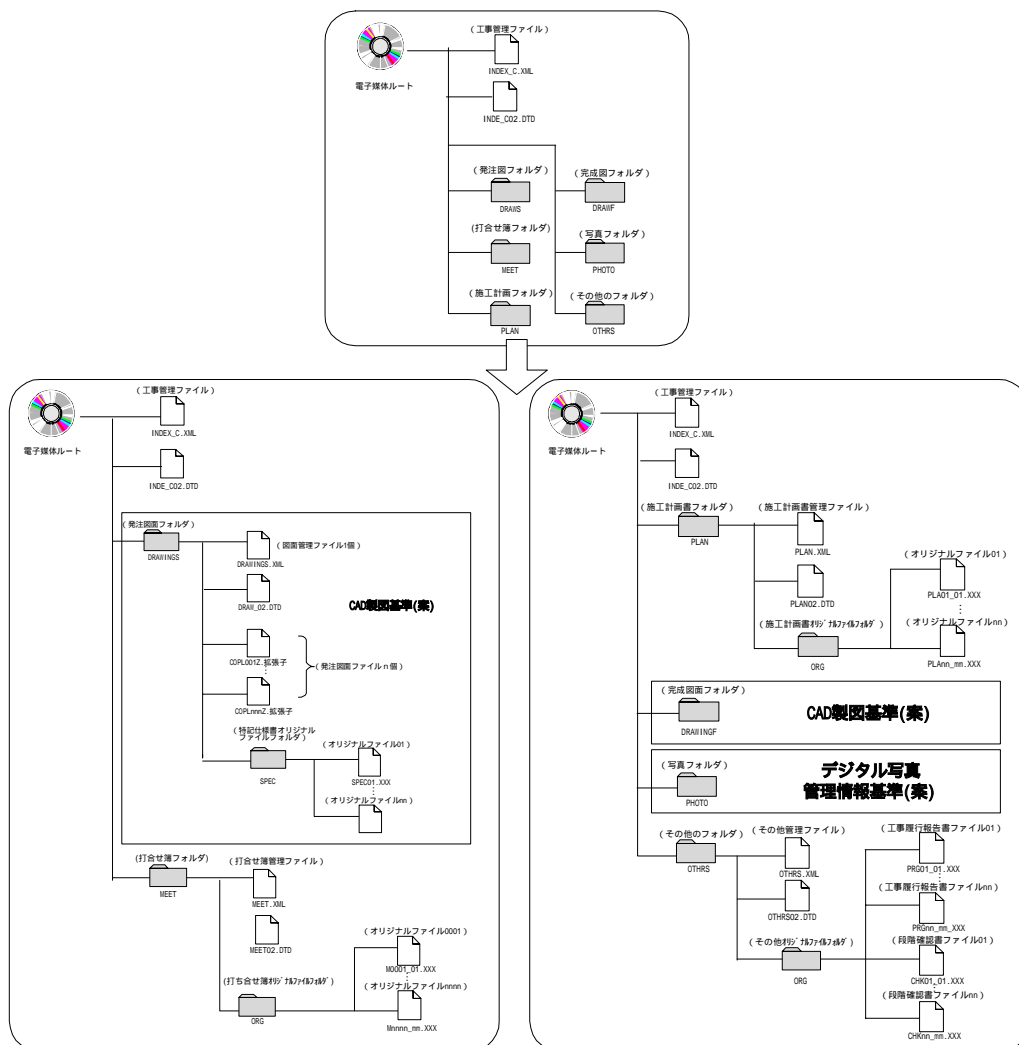 (工事管理ファイル)
INDEX_C.XML
電子媒体ルート
INDE_C02.DTD
(発注図フォルダ)
(完成図フォルダ)
DRAWS
DRAWF
(打合せ簿フォルダ)
(写真フォルダ)
MEET
PHOTO
(施工計画フォルダ)
(その他のフォルダ)
PLAN
OTHRS
(工事管理ファイル)
INDEX_C.XML
電子媒体ルート
INDE_C02.DTD
(発注図面フォルダ)
DRAWINGS
(図面管理ファイル1個)
DRAWINGS.XML
DRAW_02.DTD
CAD製図基準(案)
COPL001Z.拡張子
(発注図面ファイルn個)
COPLnnnZ.拡張子
(特記仕様書オリジナル
ファイルフォルダ)
SPEC
(オリジナルファイル01)
SPEC01.XXX
(オリジナルファイルnn)
(打合せ簿フォルダ)
MEET
(打合せ簿管理ファイル)
MEET.XML
MEET02.DTD
(打ち合せ簿オリジナルファイルフォルダ)
ORG
(オリジナルファイル0001)
M0001_01.XXX
(オリジナルファイルnnnn)
Mnnnn_mm.XXX
(工事管理ファイル)
INDEX_C.XML
電子媒体ルート
INDE_C02.DTD
(施工計画書フォルダ)
PLAN
(施工計画書管理ファイル)
PLAN.XML
PLAN02.DTD
(施工計画書オリジナルファイルフォルダ)
ORG
(オリジナルファイル01)
PLA01_01.XXX
(オリジナルファイルnn)
PLAnn_mm.XXX
(完成図面フォルダ)
DRAWINGF
CAD製図基準(案)
(写真フォルダ)
PHOTO
デジタル写真
管理情報基準(案)
(その他のフォルダ)
OTHRS
(その他管理ファイル)
OTHRS.XML
OTHRS02.DTD
(その他オリジナルファイルフォルダ)
ORG
(工事履行報告書ファイル01)
PRG01_01.XXX
(工事履行報告書ファイルnn)
PRGnn_mm_XXX
(段階確認書ファイル01)
CHK01_01.XXX
(段階確認書ファイルnn)
CHKnn_mm.XXX